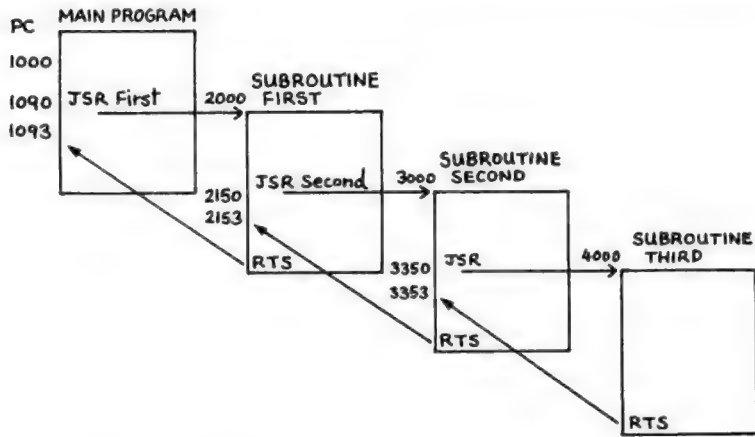 PC
MAIN PROGRAM
1000
1090
JSR First
1093
2000
SUBROUTINE
FIRST
JSR Second
2150
2153
RTS
3000
SUBROUTINE
SECOND
3350
JSR
3353
RTS
4000
SUBROUTINE
THIRD
RTS